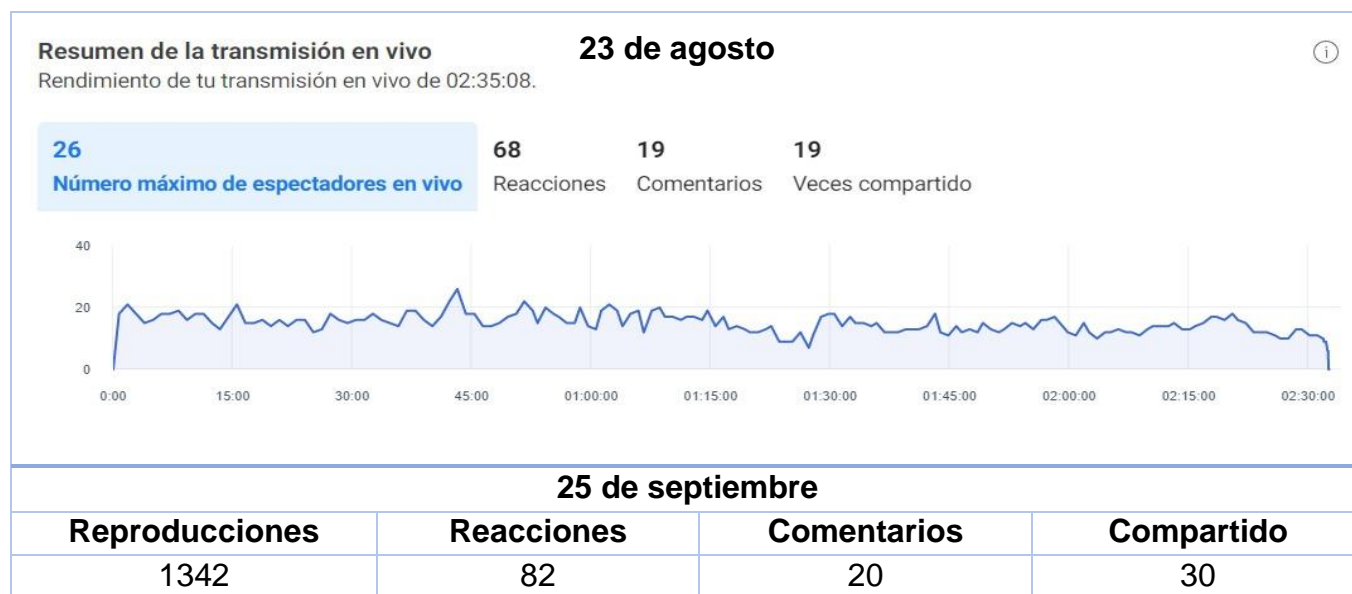 Resumen de la transmisión en vivo 23 de agosto
Rendimiento de tu transmisión en vivo de 02:35:08.
26 68 19 19
Número máximo de espectadores en vivo Reacciones Comentarios Veces compartido
40
20
0
0:00 15:00 30:00 45:00 01:00:00 01:15:00 01:30:00 01:45:00 02:00:00 02:15:00 02:30:00
25 de septiembre
Reproducciones Reacciones Comentarios Compartido
1342 82 20 30